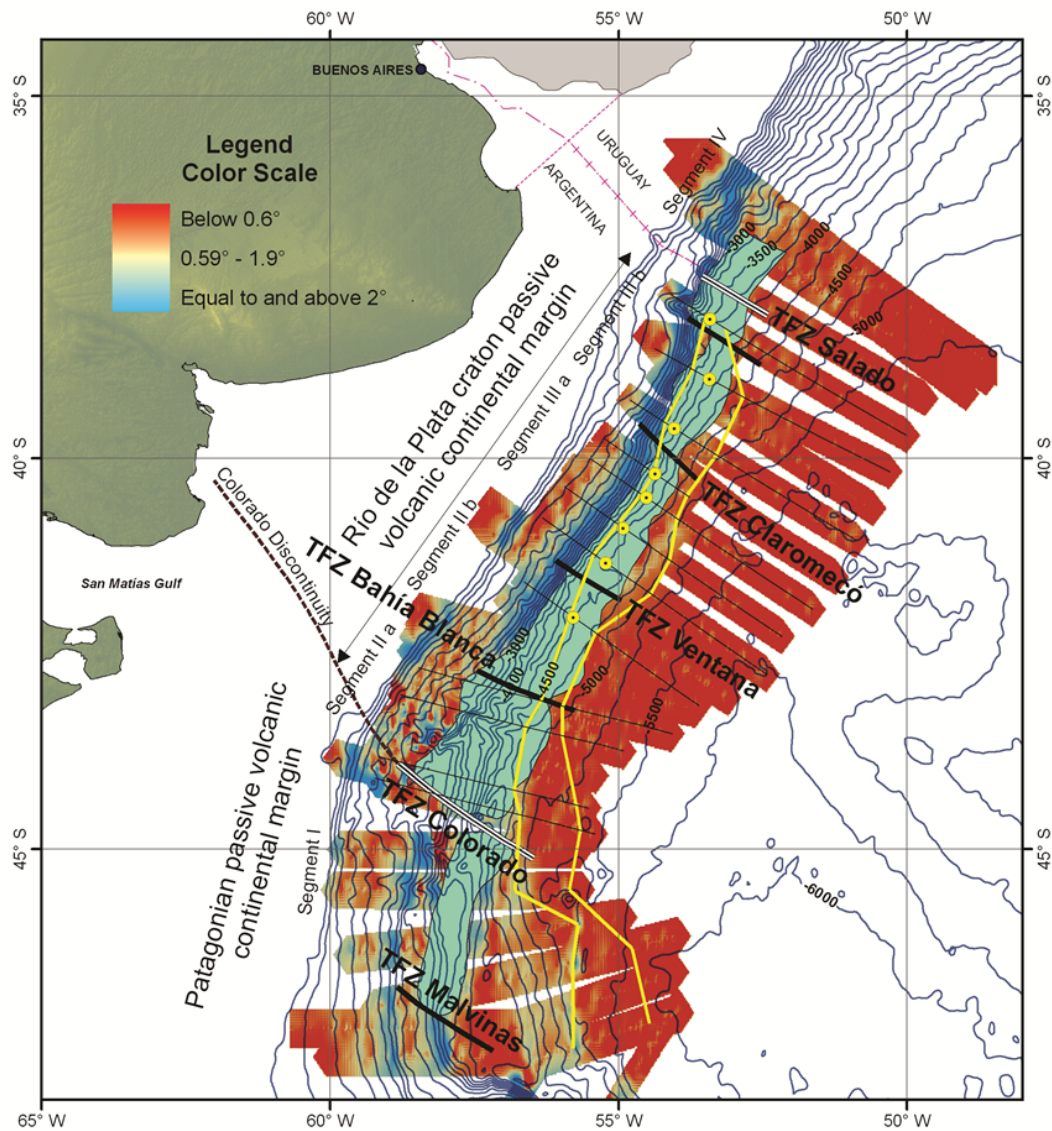 60° W
55° W
50° W
35° S
35° S
40° S
40° S
45° S
45° S
65° W
60° W
55° W
50° W
BUENOS AIRES
Legend
Color Scale
Below 0.6°
0.59° - 1.9°
Equal to and above 2°
URUGUAY
ARGENTINA
Segment IV
-3000
-3500
-4000
-4500
-5000
TFZ Salado
Río de la Plata craton passive
volcanic continental margin
Segment III b
Segment III a
Segment II b
Segment II a
TFZ Claromecó
Colorado Discontinuity
TFZ Bahía Blanca
San Matías Gulf
TFZ Ventana
-3000
-4500
-5000
-5500
Patagonian passive volcanic
continental margin
Segment I
TFZ Colorado
-6000
TFZ Malvinas